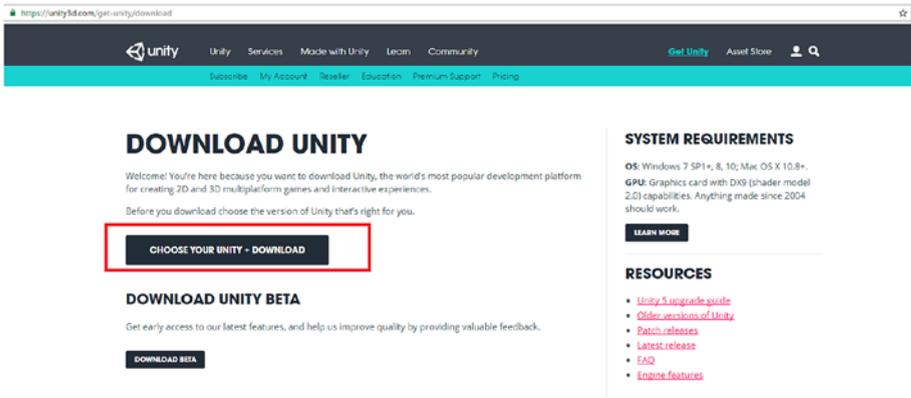 https://unity3d.com/get-unity/download
unity Unity Services Made with Unity Learn Community Get Unity Asset Store
Subscribe My Account Reseller Education Premium Support Pricing
DOWNLOAD UNITY
Welcome! You're here because you want to download Unity, the world's most popular development platform
for creating 2D and 3D multiplatform games and interactive experiences.
Before you download choose the version of Unity that's right for you.
CHOOSE YOUR UNITY + DOWNLOAD
DOWNLOAD UNITY BETA
Get early access to our latest features, and help us improve quality by providing valuable feedback.
DOWNLOAD BETA
SYSTEM REQUIREMENTS
OS: Windows 7 SP1+, 8, 10; Mac OS X 10.8+.
GPU: Graphics card with DX9 (shader model
2.0) capabilities. Anything made since 2004
should work.
LEARN MORE
RESOURCES
Unity 5 upgrade guide
Older versions of Unity
Patch releases
Latest release
FAQ
Engine features